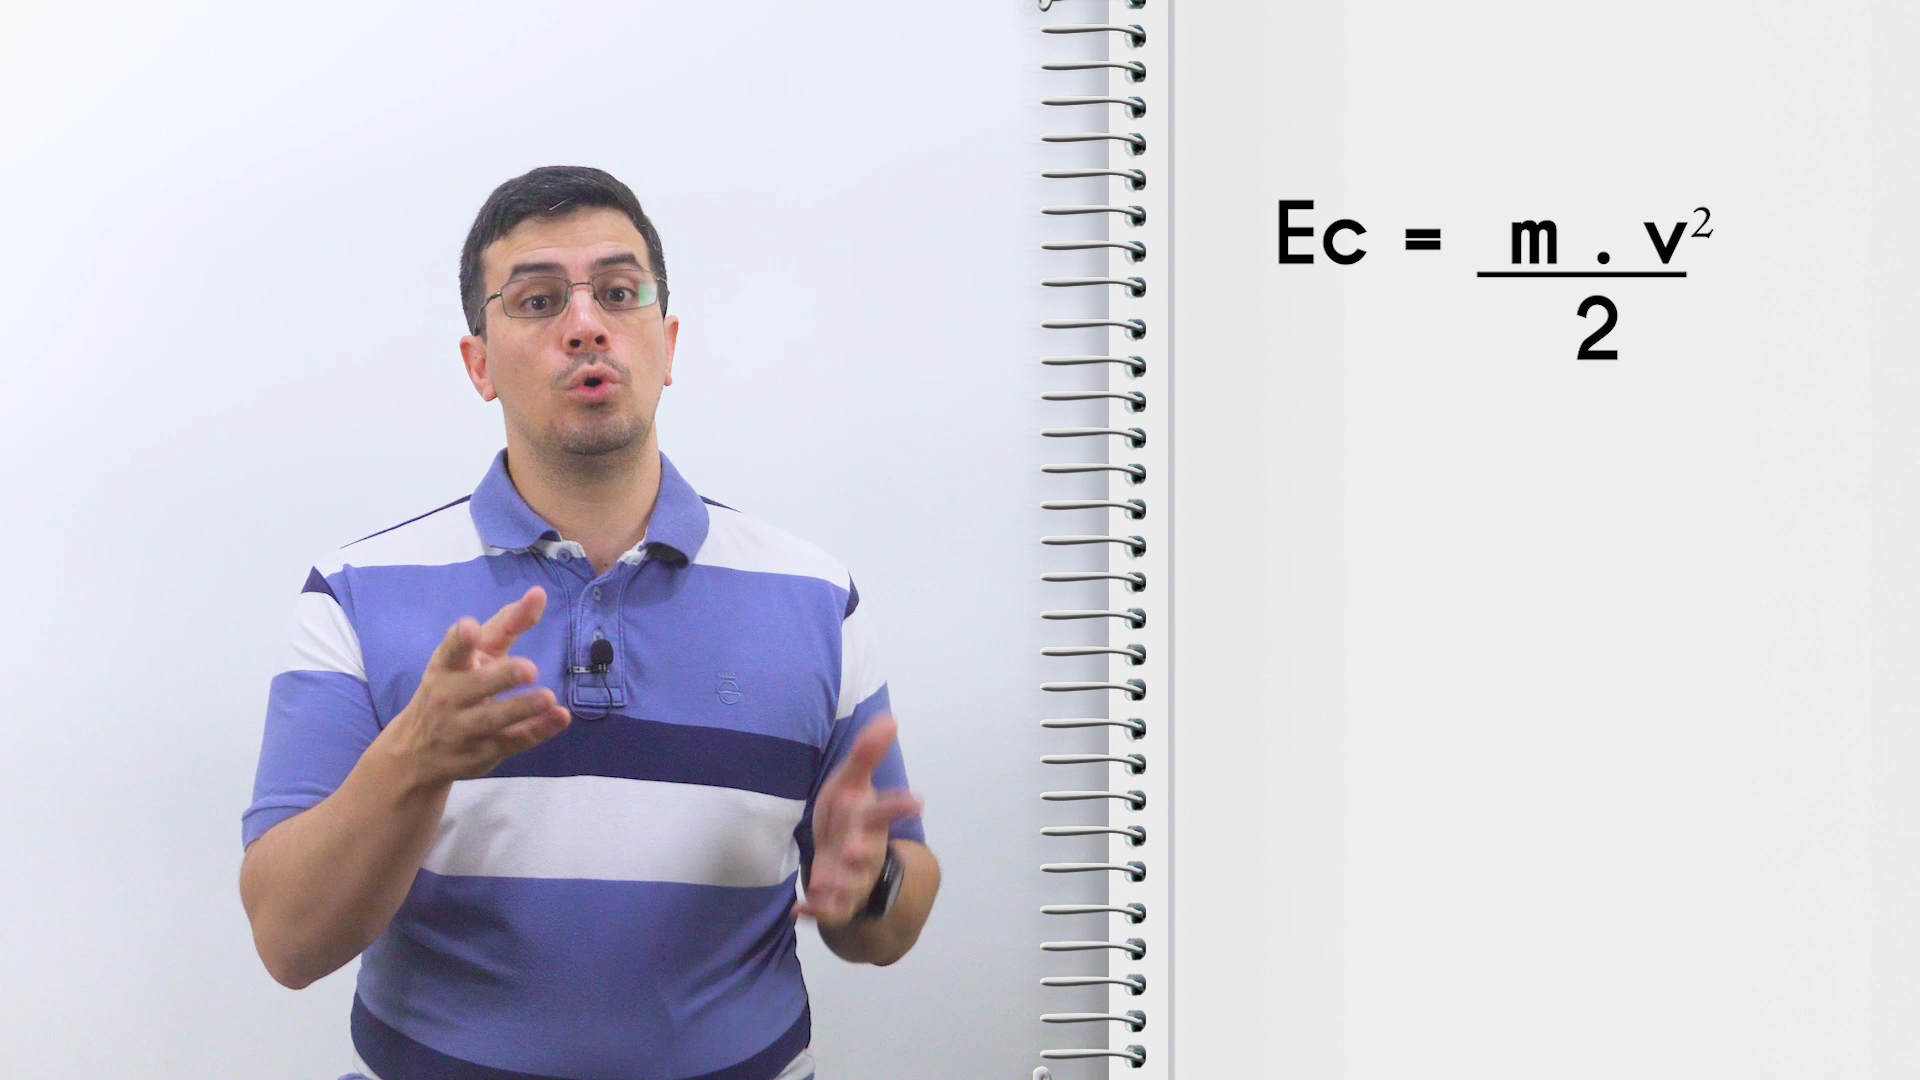 Ec = m . v²
2